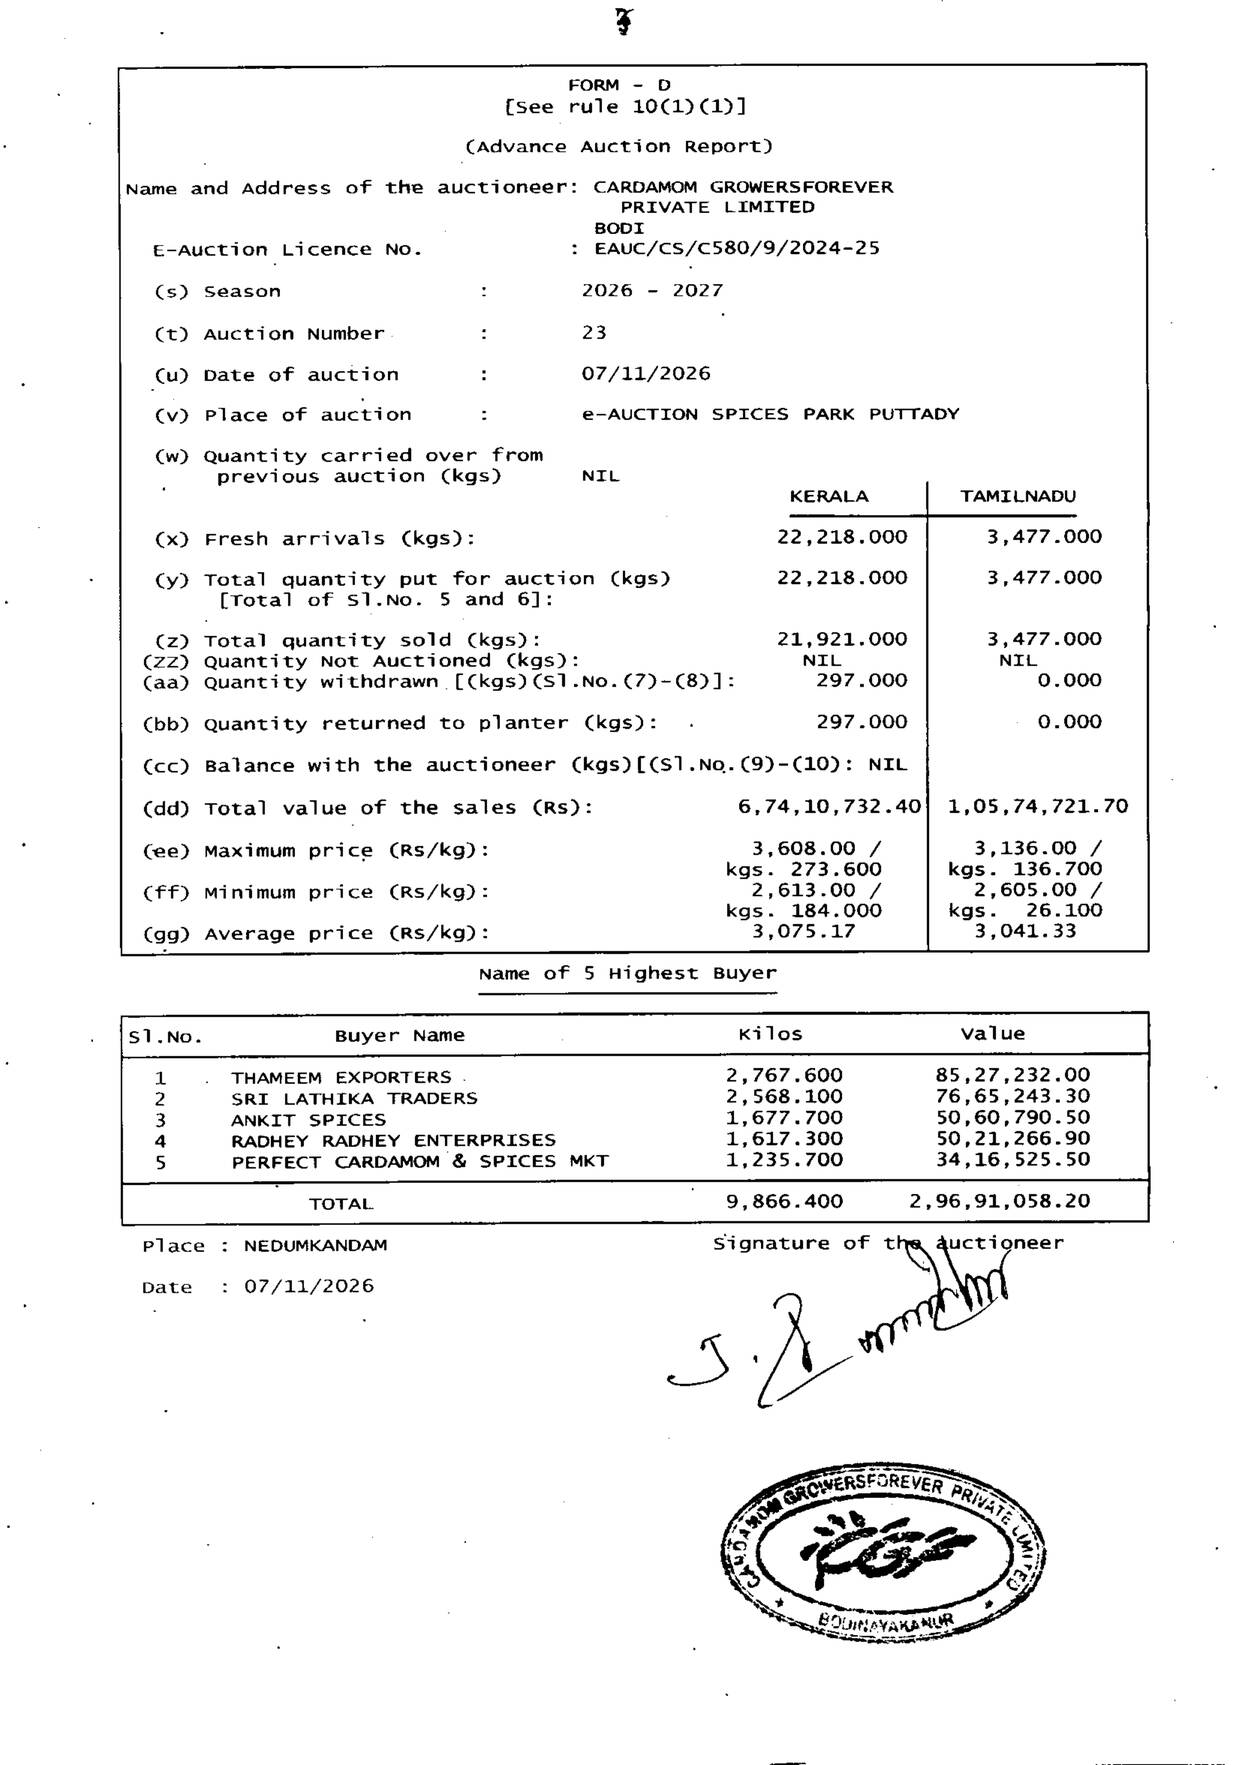 FORM - D
[See rule 10(1)(1)]
(Advance Auction Report)
Name and Address of the auctioneer: CARDAMOM GROWERSFOREVER
PRIVATE LIMITED
BODI
E-Auction Licence No. : EAUC/CS/C580/9/2024-25
(s) Season : 2026 - 2027
(t) Auction Number : 23
(u) Date of auction : 07/11/2026
(v) Place of auction : e-AUCTION SPICES PARK PUTTADY
(w) Quantity carried over from
previous auction (kgs) NIL
KERALA TAMILNADU
(x) Fresh arrivals (kgs): 22,218.000 3,477.000
(y) Total quantity put for auction (kgs) 22,218.000 3,477.000
[Total of Sl.No. 5 and 6]:
(z) Total quantity sold (kgs): 21,921.000 3,477.000
(zz) Quantity Not Auctioned (kgs): NIL NIL
(aa) Quantity withdrawn [(kgs)(Sl.No.(7)-(8)]: 297.000 0.000
(bb) Quantity returned to planter (kgs): 297.000 0.000
(cc) Balance with the auctioneer (kgs)[(Sl.No.(9)-(10): NIL
(dd) Total value of the sales (Rs): 6,74,10,732.40 1,05,74,721.70
(ee) Maximum price (Rs/kg): 3,608.00 / 3,136.00 /
kgs. 273.600 kgs. 136.700
(ff) Minimum price (Rs/kg): 2,613.00 / 2,605.00 /
kgs. 184.000 kgs. 26.100
(gg) Average price (Rs/kg): 3,075.17 3,041.33
Name of 5 Highest Buyer
Sl.No. Buyer Name Kilos Value
1 THAMEEM EXPORTERS 2,767.600 85,27,232.00
2 SRI LATHIKA TRADERS 2,568.100 76,65,243.30
3 ANKIT SPICES 1,677.700 50,60,790.50
4 RADHEY RADHEY ENTERPRISES 1,617.300 50,21,266.90
5 PERFECT CARDAMOM & SPICES MKT 1,235.700 34,16,525.50
TOTAL 9,866.400 2,96,91,058.20
Place : NEDUMKANDAM Signature of the auctioneer
Date : 07/11/2026
CARDAMOM GROWERSFOREVER PRIVATE LIMITED
CGF
BODINAYAKANUR